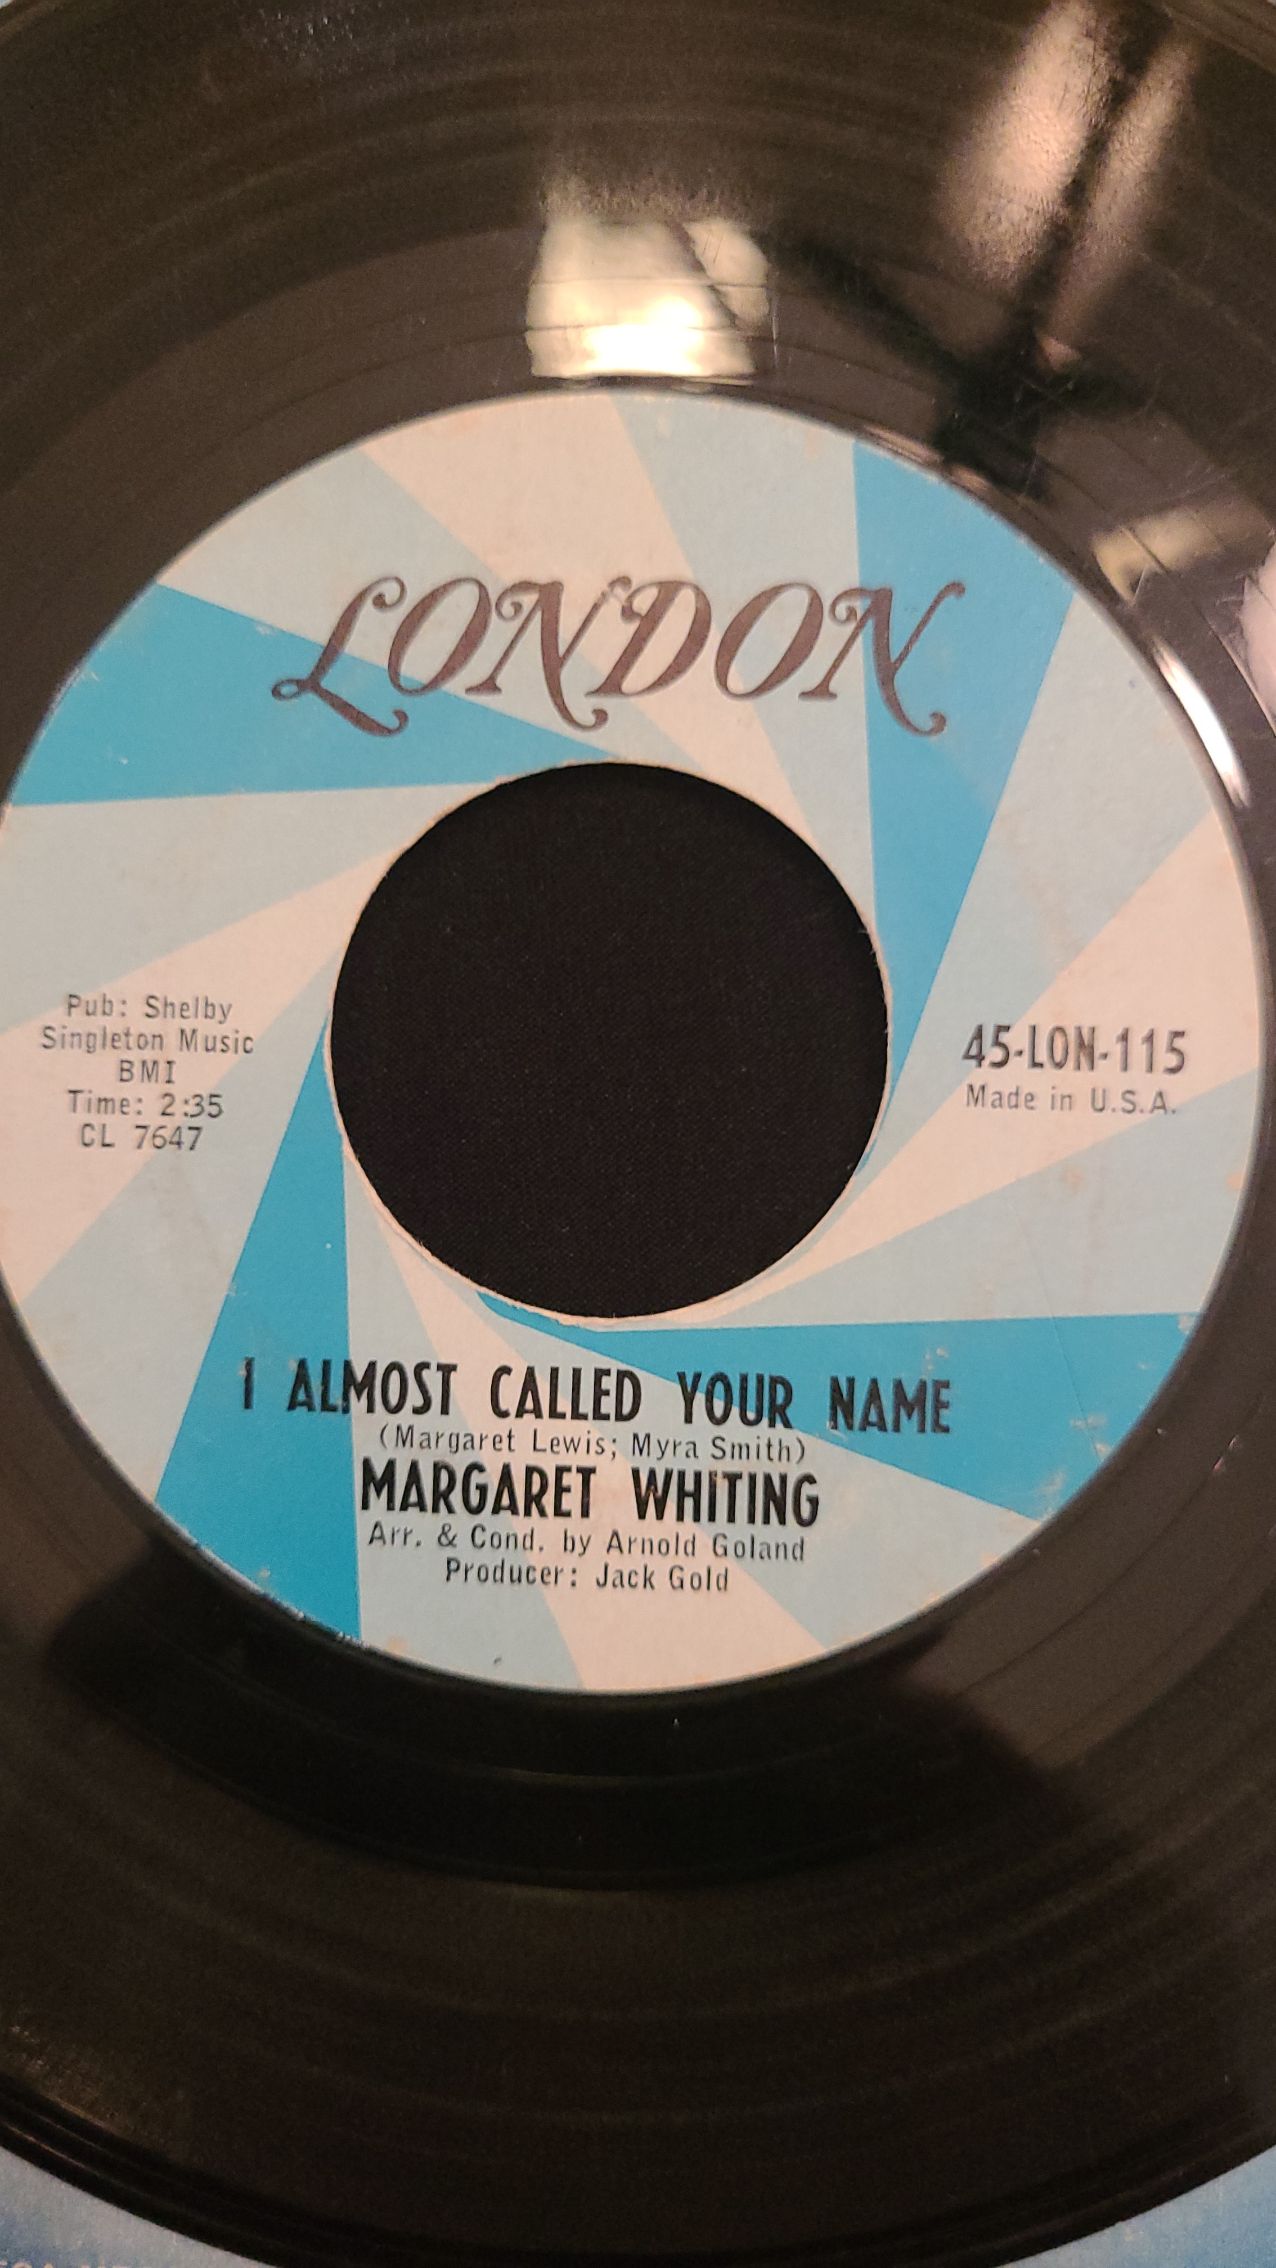 LONDON
Pub: Shelby
Singleton Music
BMI
Time: 2:35
CL 7647
45-LON-115
Made in U.S.A.
I ALMOST CALLED YOUR NAME
(Margaret Lewis; Myra Smith)
MARGARET WHITING
Arr. & Cond. by Arnold Goland
Producer: Jack Gold